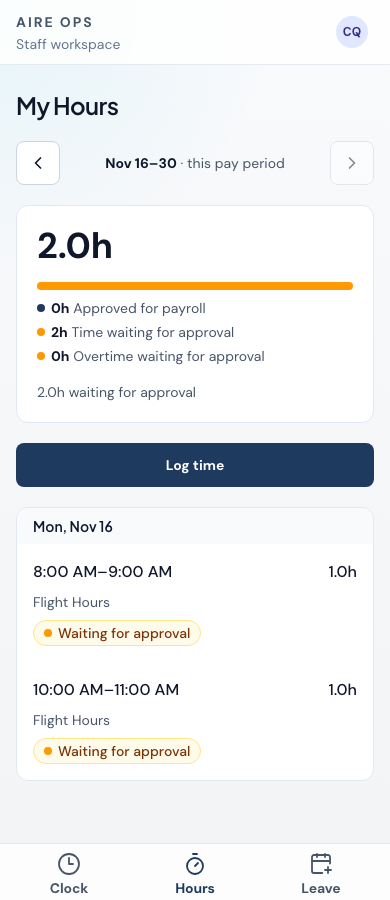 AIRE OPS
Staff workspace
CQ
My Hours
Nov 16–30 · this pay period
2.0h
0h Approved for payroll
2h Time waiting for approval
0h Overtime waiting for approval
2.0h waiting for approval
Log time
Mon, Nov 16
8:00 AM–9:00 AM 1.0h
Flight Hours
Waiting for approval
10:00 AM–11:00 AM 1.0h
Flight Hours
Waiting for approval
Clock Hours Leave